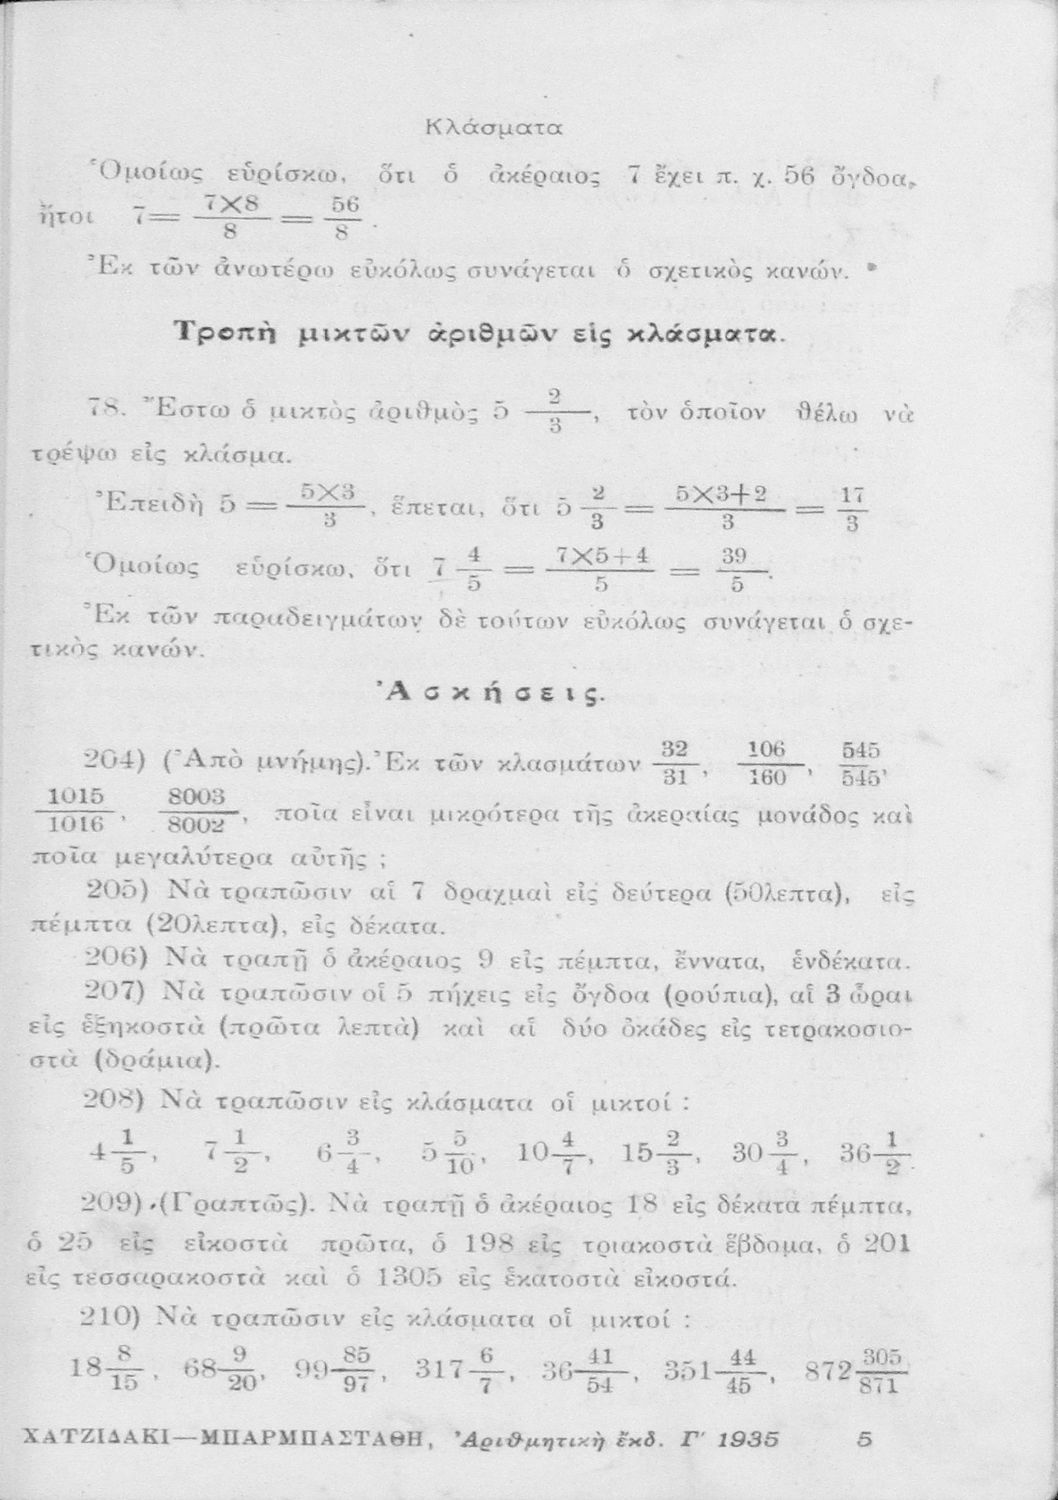 Κλάσματα
Ὁμοίως εὑρίσκω, ὅτι ὁ ἀκέραιος 7 ἔχει π. χ. 56 ὄγδοα,
ἤτοι 7 = 7×8/8 = 56/8 .
Ἐκ τῶν ἀνωτέρω εὐκόλως συνάγεται ὁ σχετικὸς κανών.
Τροπὴ μικτῶν ἀριθμῶν εἰς κλάσματα.
78. Ἔστω ὁ μικτὸς ἀριθμὸς 5 2/3, τὸν ὁποῖον θέλω νὰ
τρέψω εἰς κλάσμα.
Ἐπειδὴ 5 = 5×3/3, ἕπεται, ὅτι 5 2/3 = 5×3+2/3 = 17/3
Ὁμοίως εὑρίσκω, ὅτι 7 4/5 = 7×5+4/5 = 39/5.
Ἐκ τῶν παραδειγμάτων δὲ τούτων εὐκόλως συνάγεται ὁ σχε-
τικὸς κανών.
Ἀσκήσεις.
204) (Ἀπὸ μνήμης). Ἐκ τῶν κλασμάτων 32/31, 106/160, 545/545,
1015/1016, 8003/8002, ποῖα εἶναι μικρότερα τῆς ἀκεραίας μονάδος καὶ
ποῖα μεγαλύτερα αὐτῆς ;
205) Νὰ τραπῶσιν αἱ 7 δραχμαὶ εἰς δεύτερα (50λεπτα), εἰς
πέμπτα (20λεπτα), εἰς δέκατα.
206) Νὰ τραπῇ ὁ ἀκέραιος 9 εἰς πέμπτα, ἔννατα, ἑνδέκατα.
207) Νὰ τραπῶσιν οἱ 5 πήχεις εἰς ὄγδοα (ρούπια), αἱ 3 ὧραι
εἰς ἑξηκοστὰ (πρῶτα λεπτὰ) καὶ αἱ δύο ὀκάδες εἰς τετρακοσιο-
στὰ (δράμια).
208) Νὰ τραπῶσιν εἰς κλάσματα οἱ μικτοί :
4 1/5, 7 1/2, 6 3/4, 5 5/10, 10 4/7, 15 2/3, 30 3/4, 36 1/2.
209) (Γραπτῶς). Νὰ τραπῇ ὁ ἀκέραιος 18 εἰς δέκατα πέμπτα,
ὁ 25 εἰς εἰκοστὰ πρῶτα, ὁ 198 εἰς τριακοστὰ ἕβδομα, ὁ 201
εἰς τεσσαρακοστὰ καὶ ὁ 1305 εἰς ἑκατοστὰ εἰκοστά.
210) Νὰ τραπῶσιν εἰς κλάσματα οἱ μικτοί :
18 8/15, 68 9/20, 99 85/97, 317 6/7, 36 41/54, 351 44/45, 872 305/871
ΧΑΤΖΙΔΑΚΙ—ΜΠΑΡΜΠΑΣΤΑΘΗ, Ἀριθμητικὴ ἔκδ. Γ΄ 1935 5